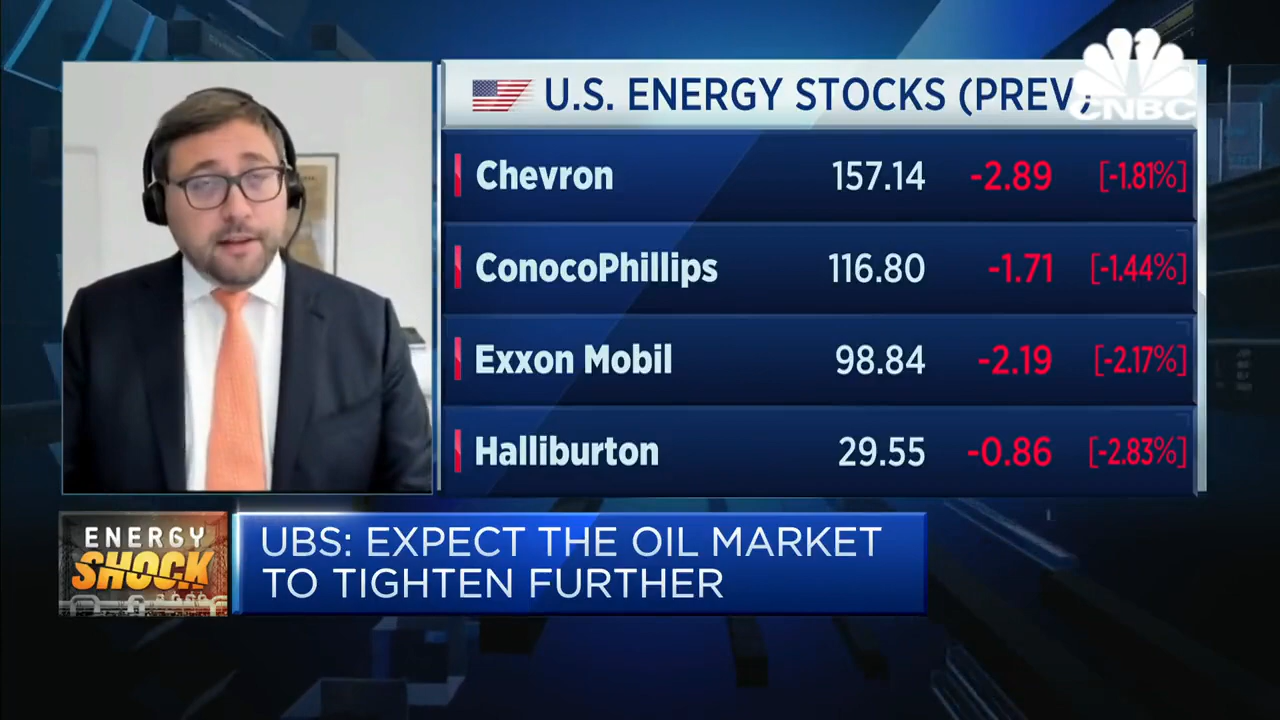 U.S. ENERGY STOCKS (PREV)
CNBC
Chevron 157.14 -2.89 [-1.81%]
ConocoPhillips 116.80 -1.71 [-1.44%]
Exxon Mobil 98.84 -2.19 [-2.17%]
Halliburton 29.55 -0.86 [-2.83%]
ENERGY
SHOCK
UBS: EXPECT THE OIL MARKET
TO TIGHTEN FURTHER